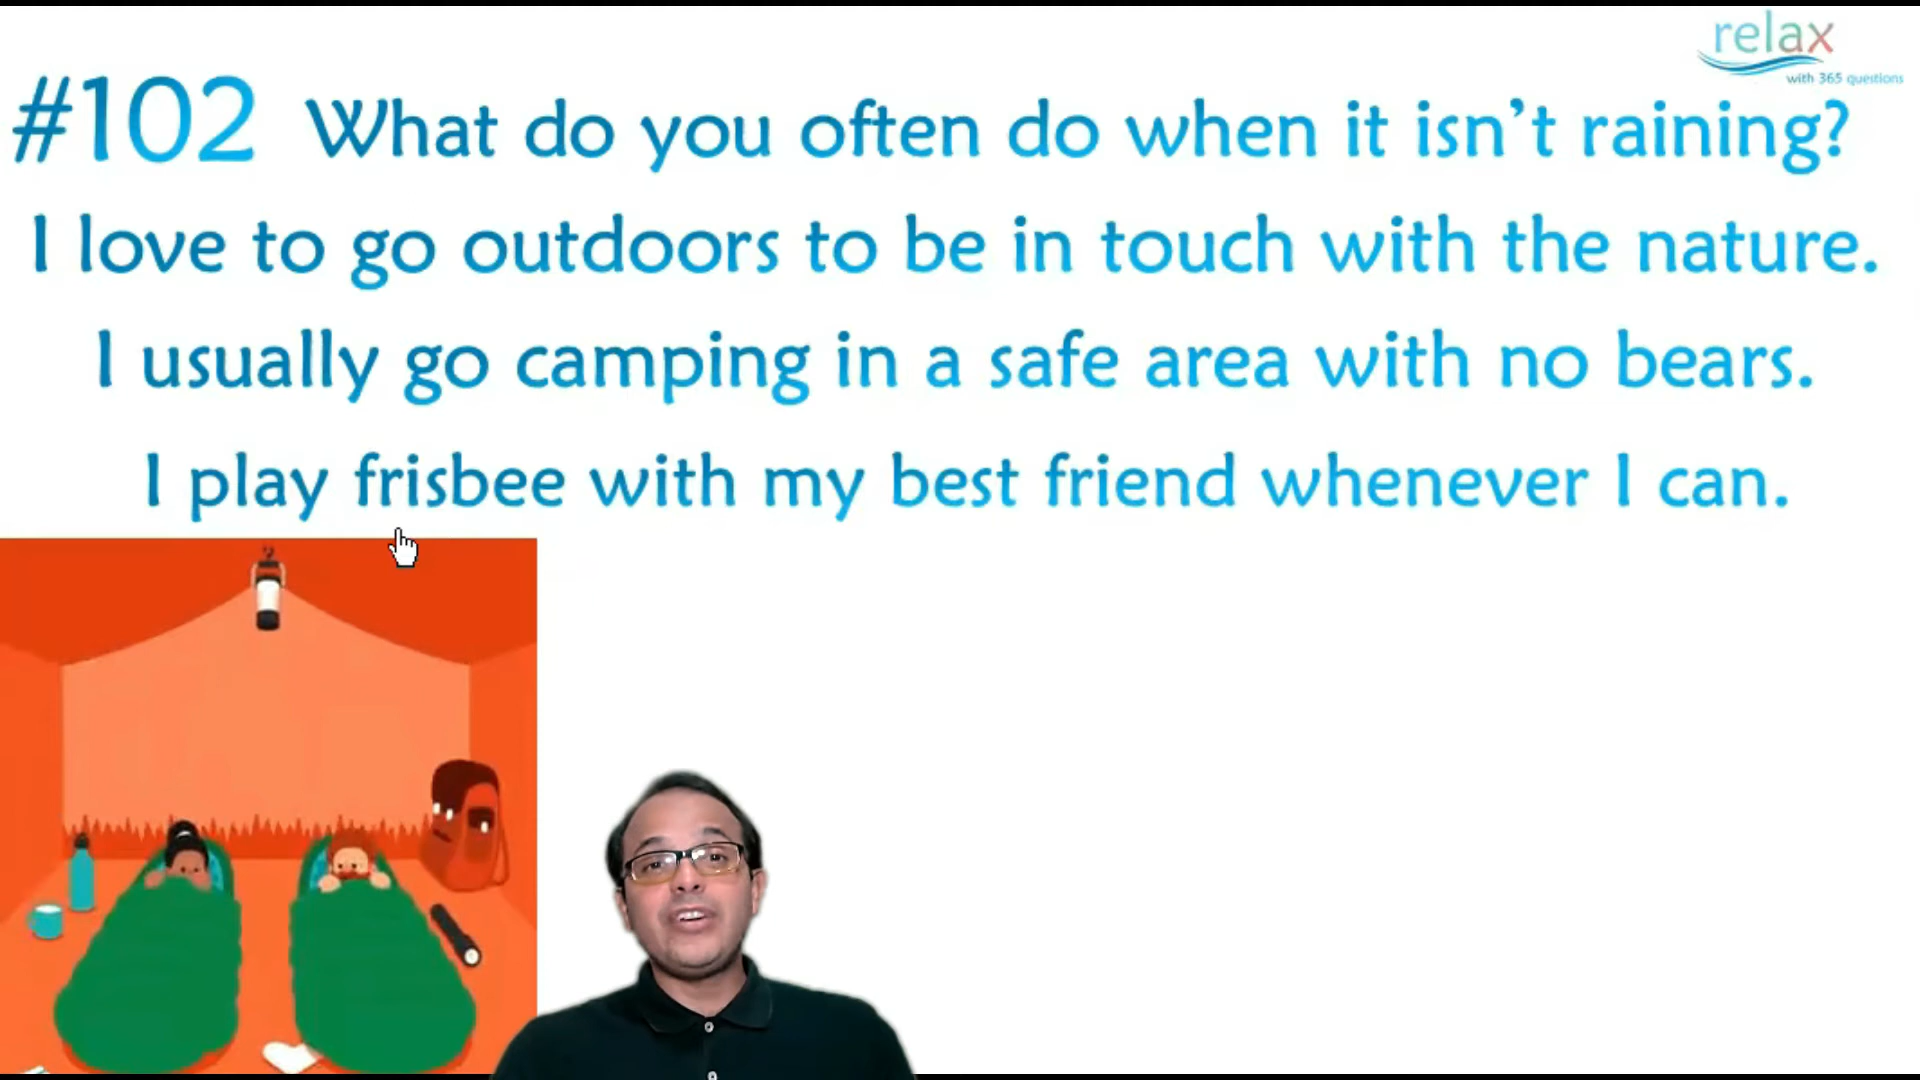 relax
with 365 questions
#102 What do you often do when it isn't raining?
I love to go outdoors to be in touch with the nature.
I usually go camping in a safe area with no bears.
I play frisbee with my best friend whenever I can.